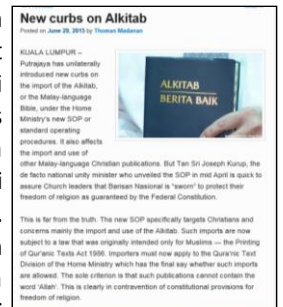 New curbs on Alkitab
Posted on June 29, 2013 by Thomas Madanan
KUALA LUMPUR –
Putrajaya has unilaterally
introduced new curbs on
the import of the Alkitab,
or the Malay-language
Bible, under the Home
Ministry's new SOP or
standard operating
procedures. It also affects
the import and use of
ALKITAB
BERITA BAIK
other Malay-language Christian publications. But Tan Sri Joseph Kurup, the
de facto national unity minister who unveiled the SOP in mid April is quick to
assure Church leaders that Barisan Nasional is "sworn" to protect their
freedom of religion as guaranteed by the Federal Constitution.
This is far from the truth. The new SOP specifically targets Christians and
concerns mainly the import and use of the Alkitab. Such imports are now
subject to a law that was originally intended only for Muslims — the Printing
of Qur'anic Texts Act 1986. Importers must now apply to the Qura'nic Text
Division of the Home Ministry which has the final say whether such imports
are allowed. The sole criterion is that such publications cannot contain the
word 'Allah'. This is clearly in contravention of constitutional provisions for
freedom of religion.